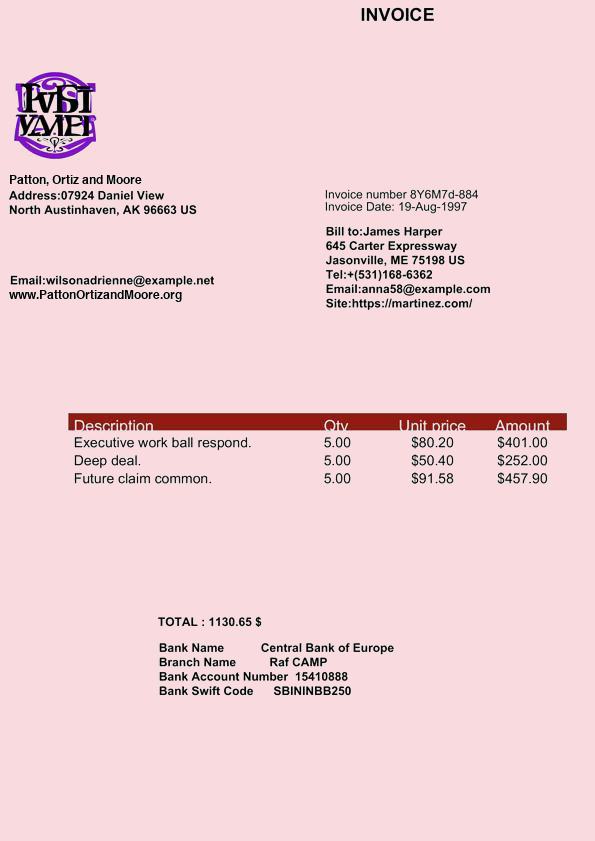 INVOICE
Patton, Ortiz and Moore
Address:07924 Daniel View
North Austinhaven, AK 96663 US
Invoice number 8Y6M7d-884
Invoice Date: 19-Aug-1997
Bill to:James Harper
645 Carter Expressway
Jasonville, ME 75198 US
Tel:+(531)168-6362
Email:anna58@example.com
Site:https://martinez.com/
Email:wilsonadrienne@example.net
www.PattonOrtizandMoore.org
Description Qty Unit price Amount
Executive work ball respond. 5.00 $80.20 $401.00
Deep deal. 5.00 $50.40 $252.00
Future claim common. 5.00 $91.58 $457.90
TOTAL : 1130.65 $
Bank Name Central Bank of Europe
Branch Name Raf CAMP
Bank Account Number 15410888
Bank Swift Code SBININBB250